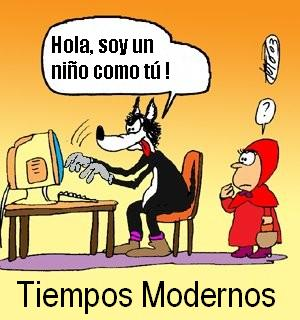 Hola, soy un
niño como tú !
?
Tiempos Modernos